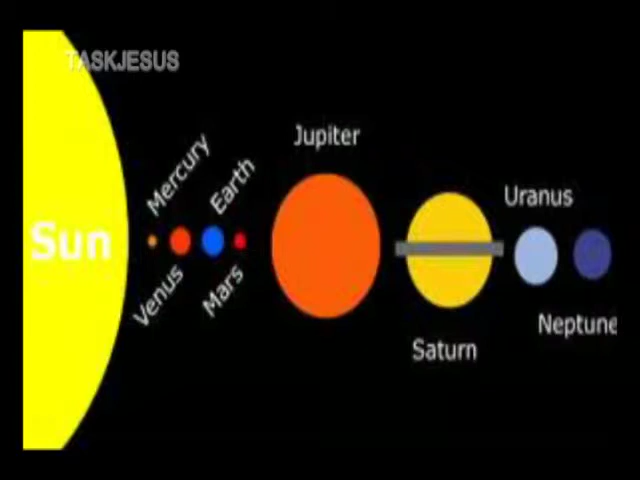 TASKJESUS
Sun
Mercury
Venus
Earth
Mars
Jupiter
Saturn
Uranus
Neptune